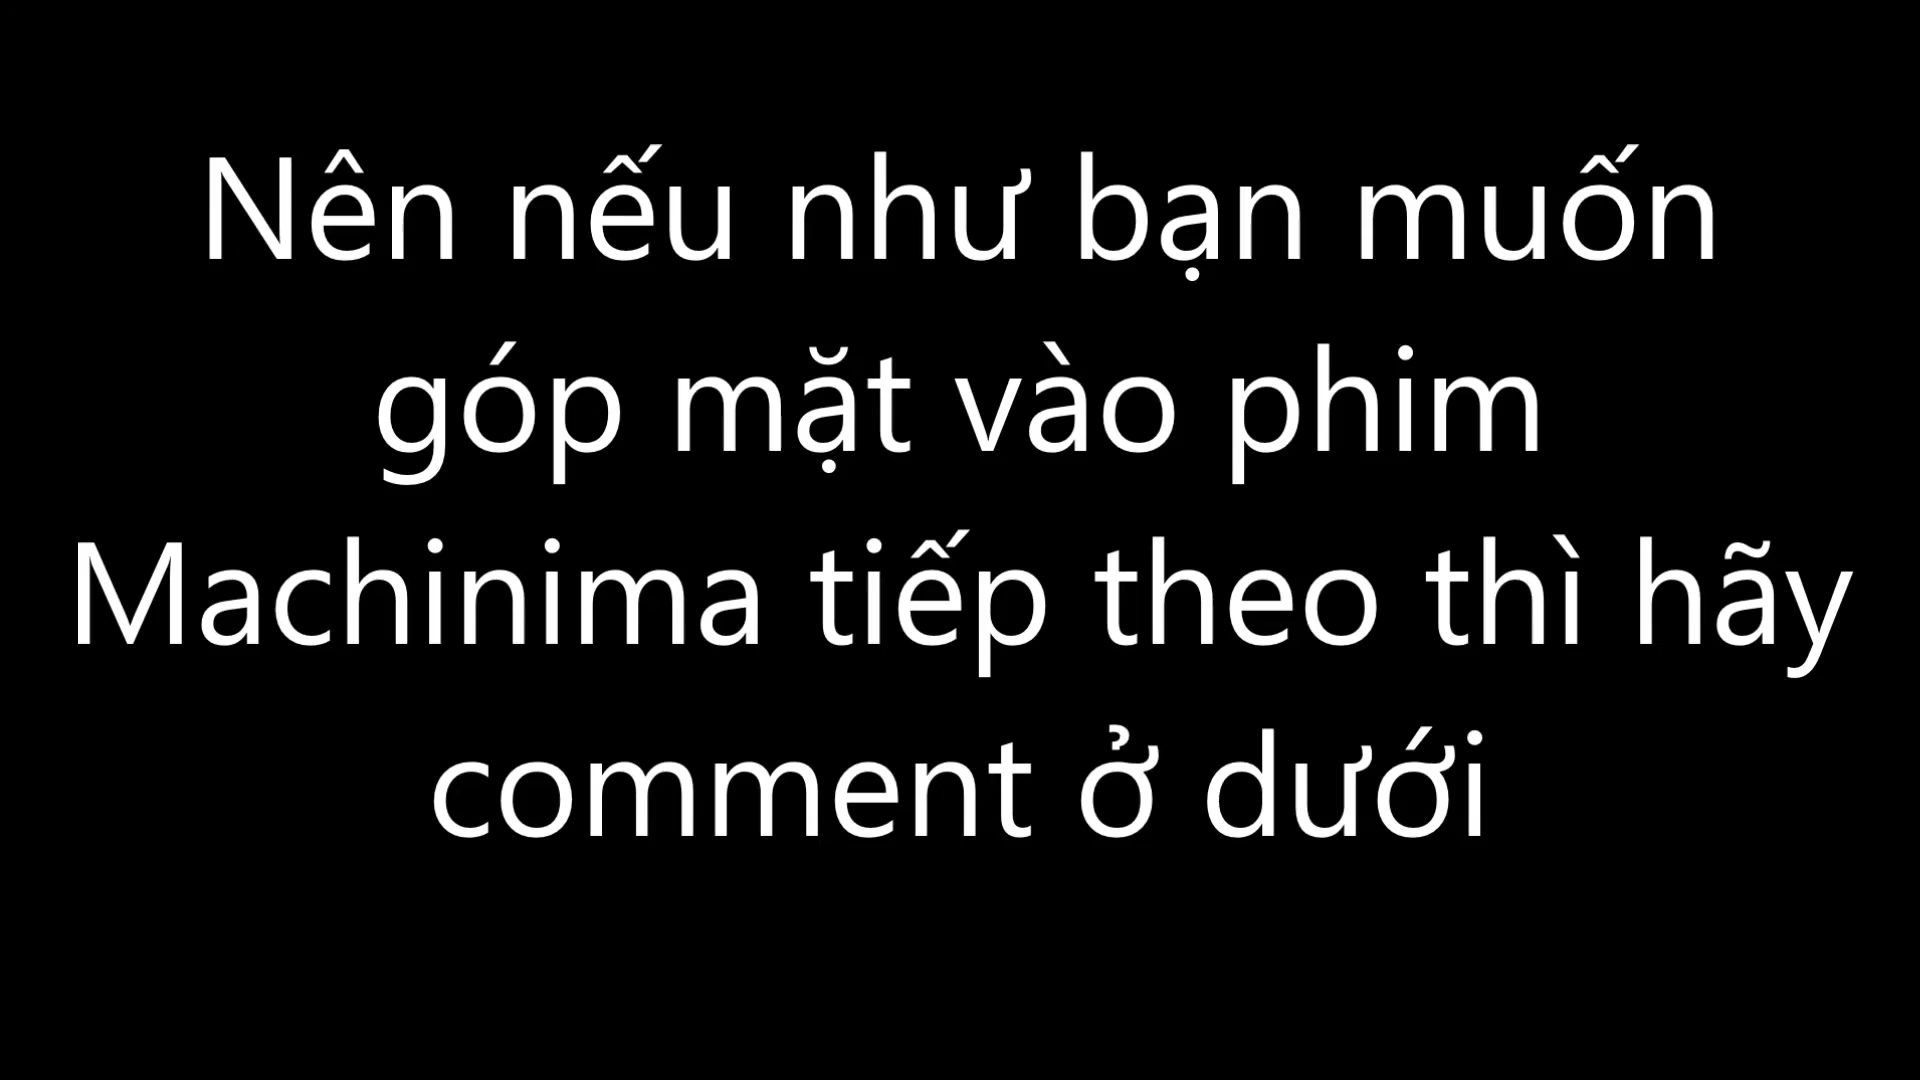 Nên nếu như bạn muốn
góp mặt vào phim
Machinima tiếp theo thì hãy
comment ở dưới